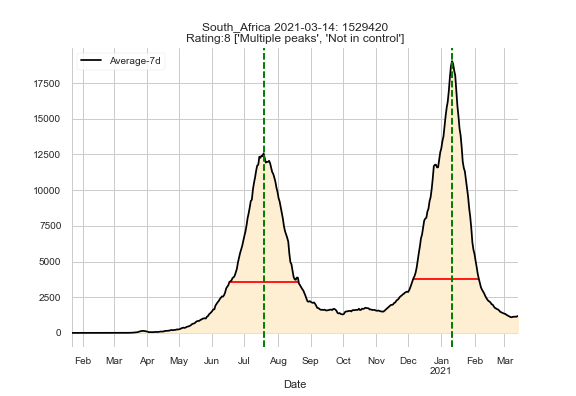 South_Africa 2021-03-14: 1529420
Rating:8 ['Multiple peaks', 'Not in control']
Average-7d
17500
15000
12500
10000
7500
5000
2500
0
Feb Mar Apr May Jun Jul Aug Sep Oct Nov Dec Jan Feb Mar
2021
Date